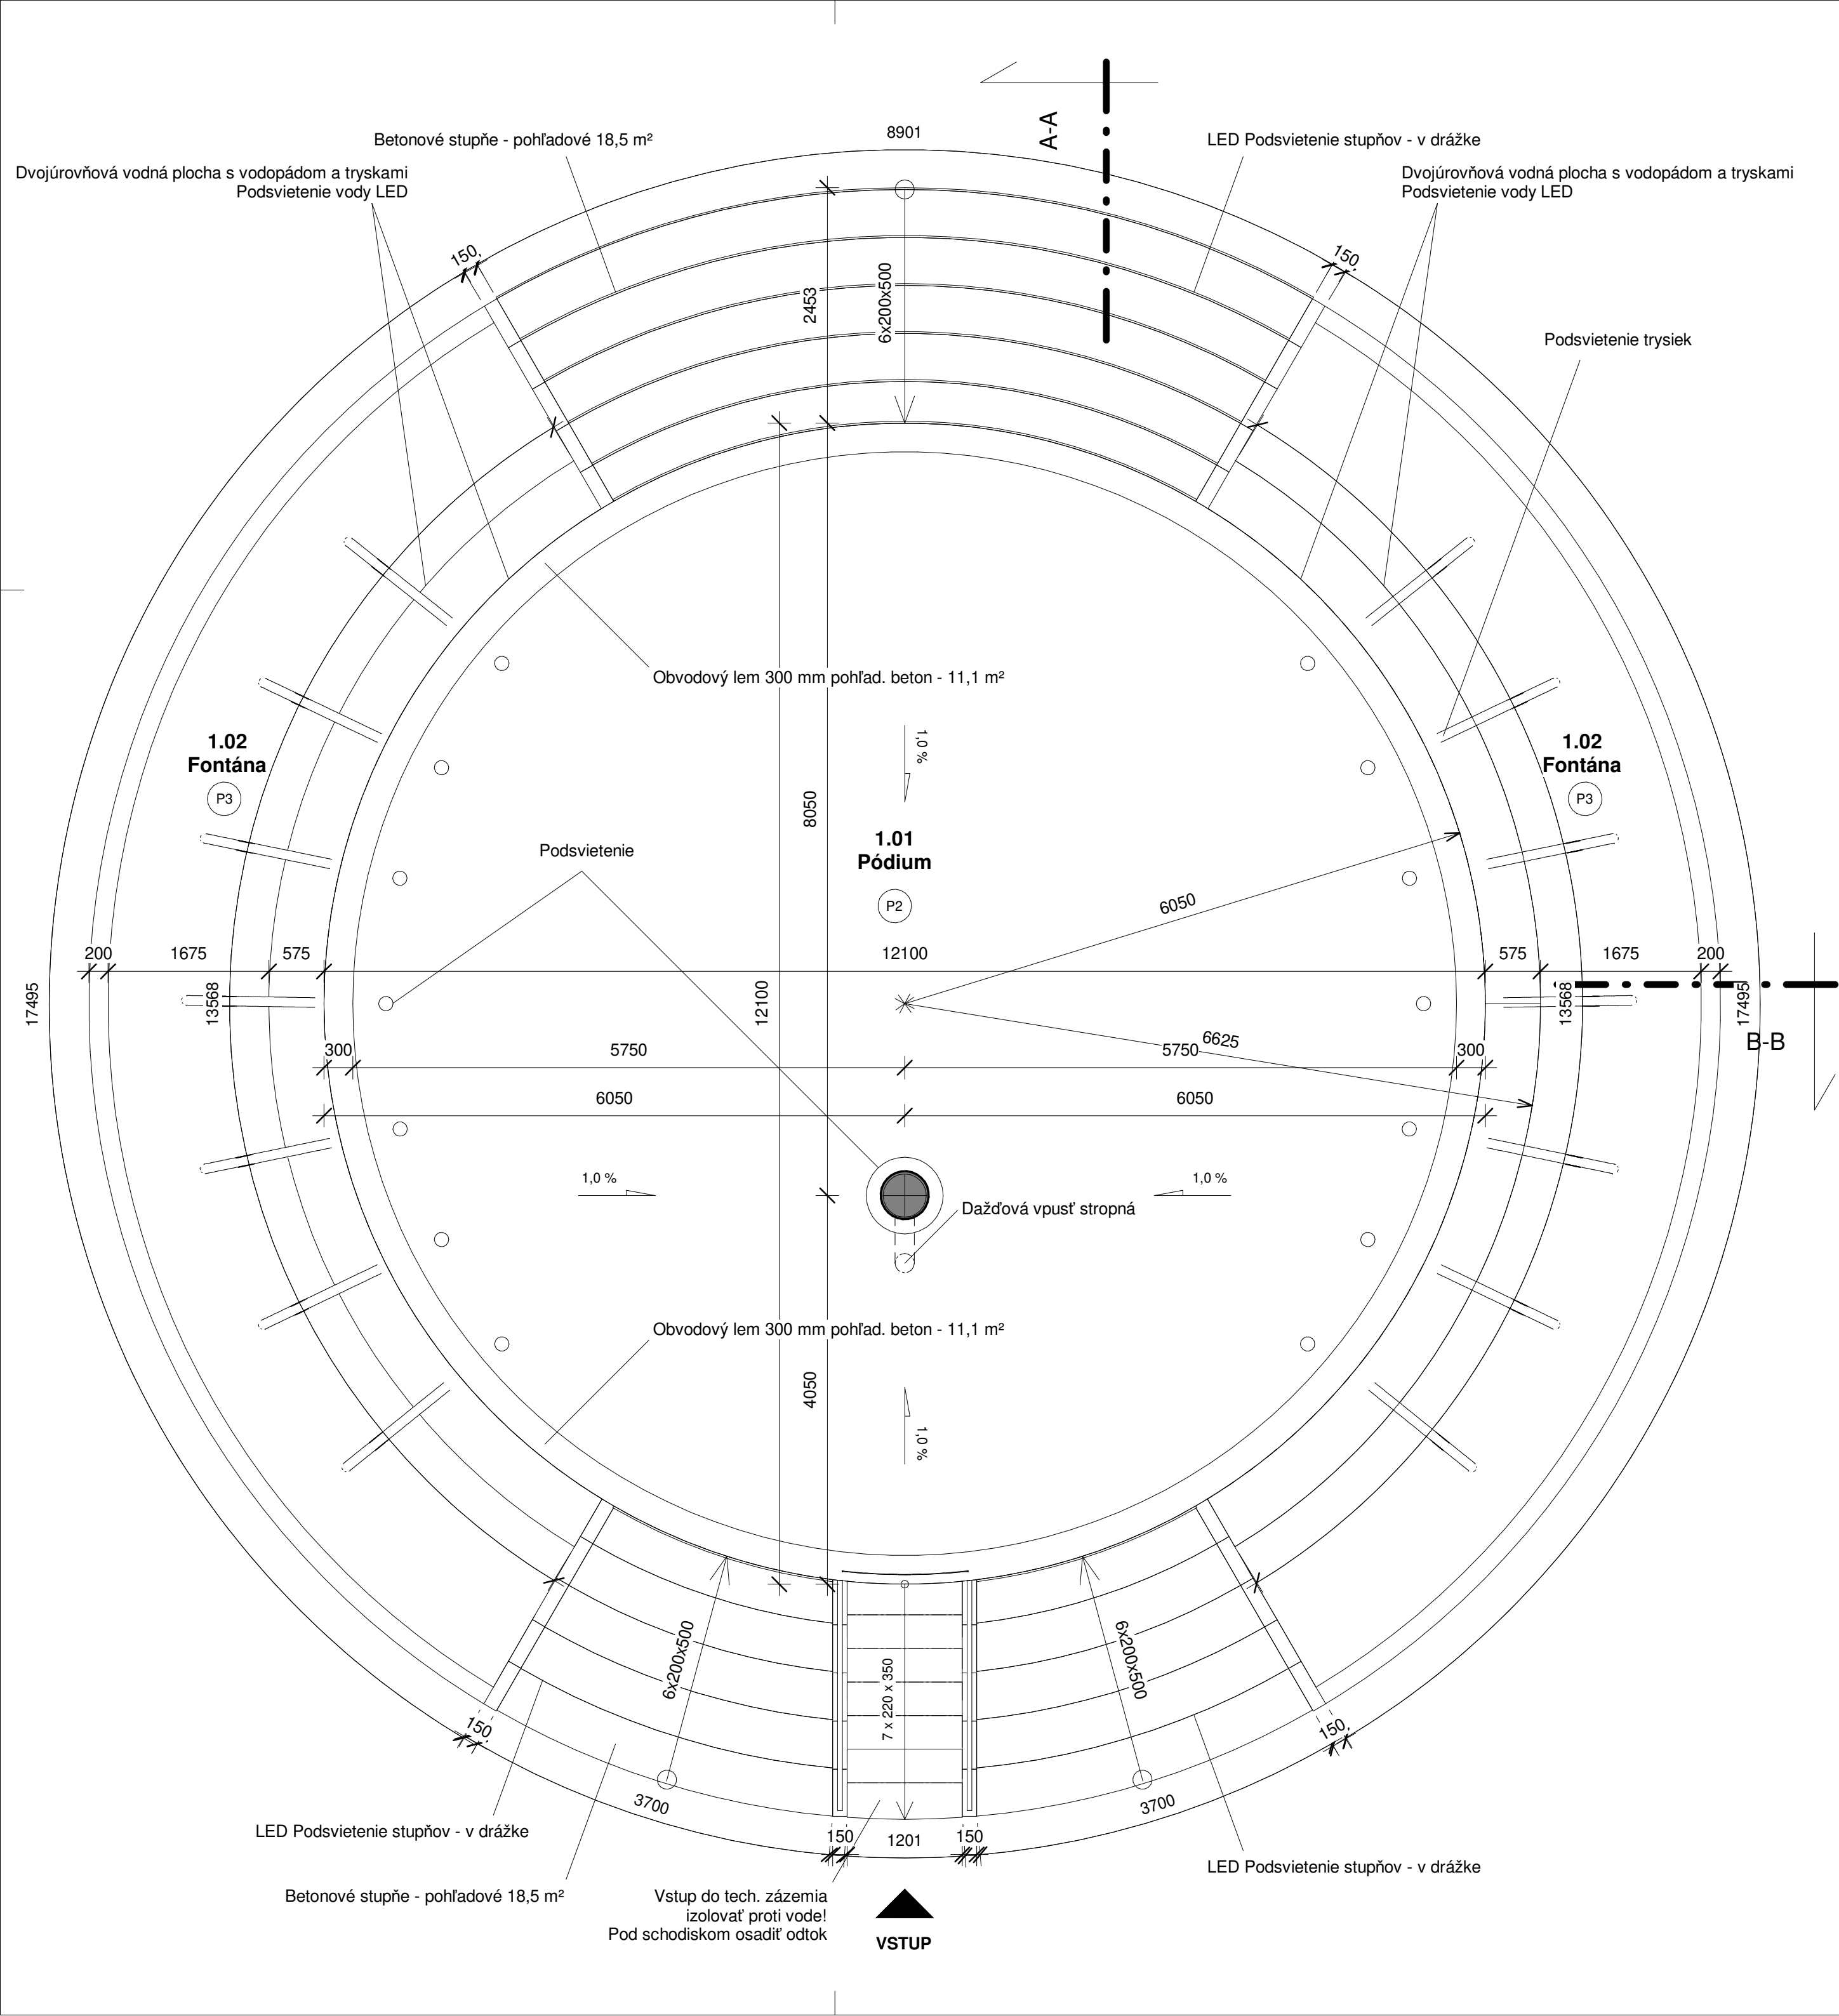 8901
A-A
Betonové stupňe - pohľadové 18,5 m²
LED Podsvietenie stupňov - v drážke
Dvojúrovňová vodná plocha s vodopádom a tryskami
Podsvietenie vody LED
Dvojúrovňová vodná plocha s vodopádom a tryskami
Podsvietenie vody LED
150
150
2453
6x200x500
Podsvietenie trysiek
Obvodový lem 300 mm pohľad. beton - 11,1 m²
1,0 %
1.02
Fontána
P3
1.02
Fontána
P3
8050
1.01
Pódium
P2
Podsvietenie
6050
200
1675
575
12100
575
1675
200
17495
13568
12100
13568
17495
B-B
6625
300
5750
5750
300
6050
6050
1,0 %
1,0 %
Dažďová vpusť stropná
Obvodový lem 300 mm pohľad. beton - 11,1 m²
4050
1,0 %
6x200x500
7 x 220 x 350
6x200x500
150
150
3700
3700
LED Podsvietenie stupňov - v drážke
150
1201
150
LED Podsvietenie stupňov - v drážke
Betonové stupňe - pohľadové 18,5 m²
Vstup do tech. zázemia
izolovať proti vode!
Pod schodiskom osadiť odtok
VSTUP